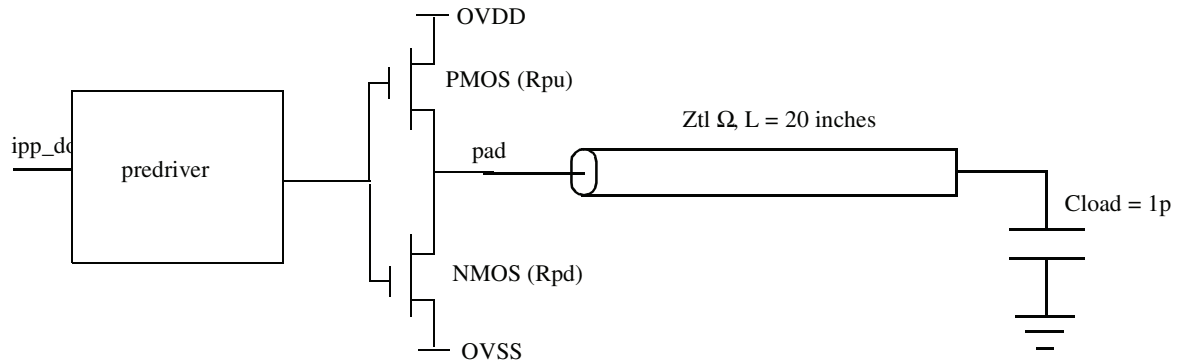 OVDD
PMOS (Rpu)
Ztl Ω, L = 20 inches
pad
predriver
Cload = 1p
NMOS (Rpd)
OVSS